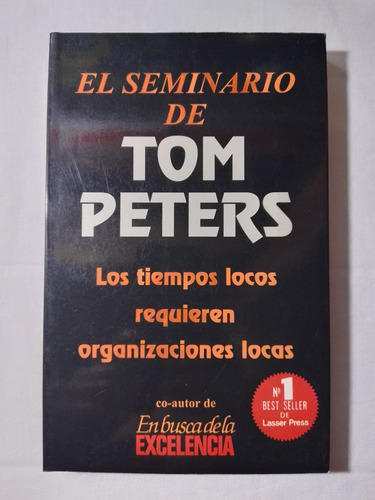 EL SEMINARIO
DE
TOM
PETERS
Los tiempos locos
requieren
organizaciones locas
co-autor de
En busca de la
EXCELENCIA
Nº 1
BEST SELLER
DE
Lasser Press